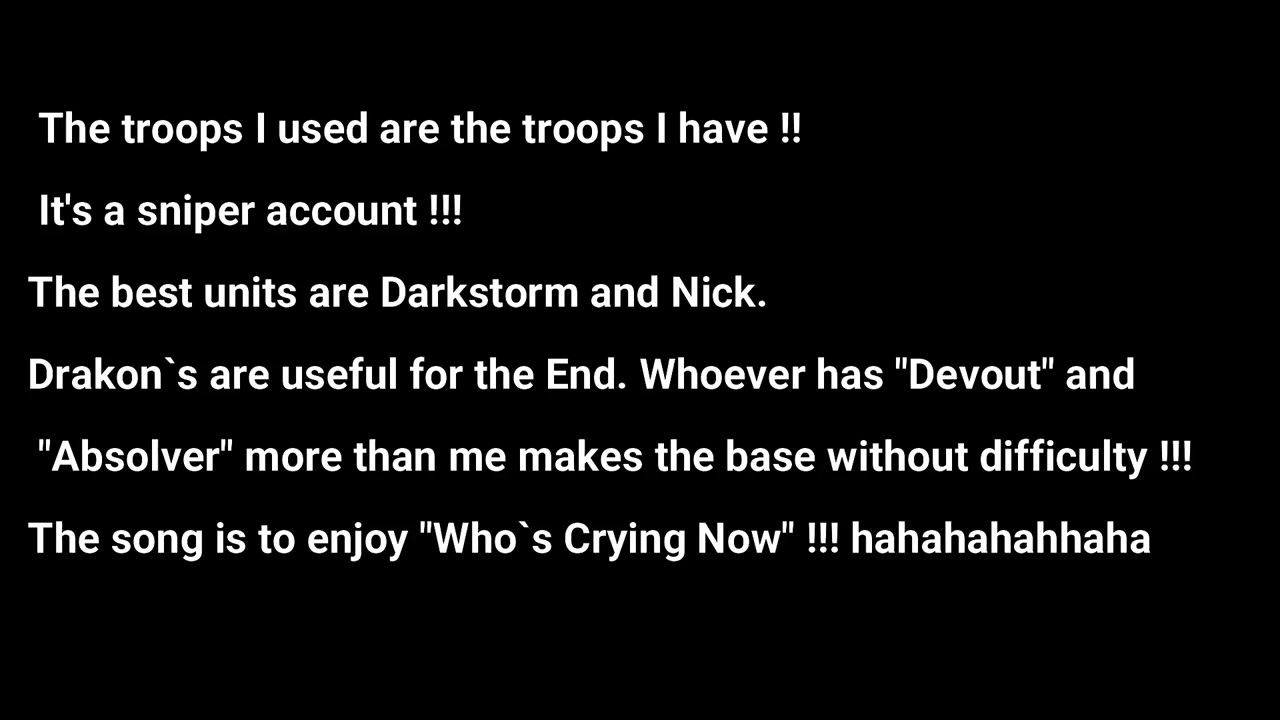 The troops I used are the troops I have !!
It's a sniper account !!!
The best units are Darkstorm and Nick.
Drakon`s are useful for the End. Whoever has "Devout" and
"Absolver" more than me makes the base without difficulty !!!
The song is to enjoy "Who`s Crying Now" !!! hahahahahhaha